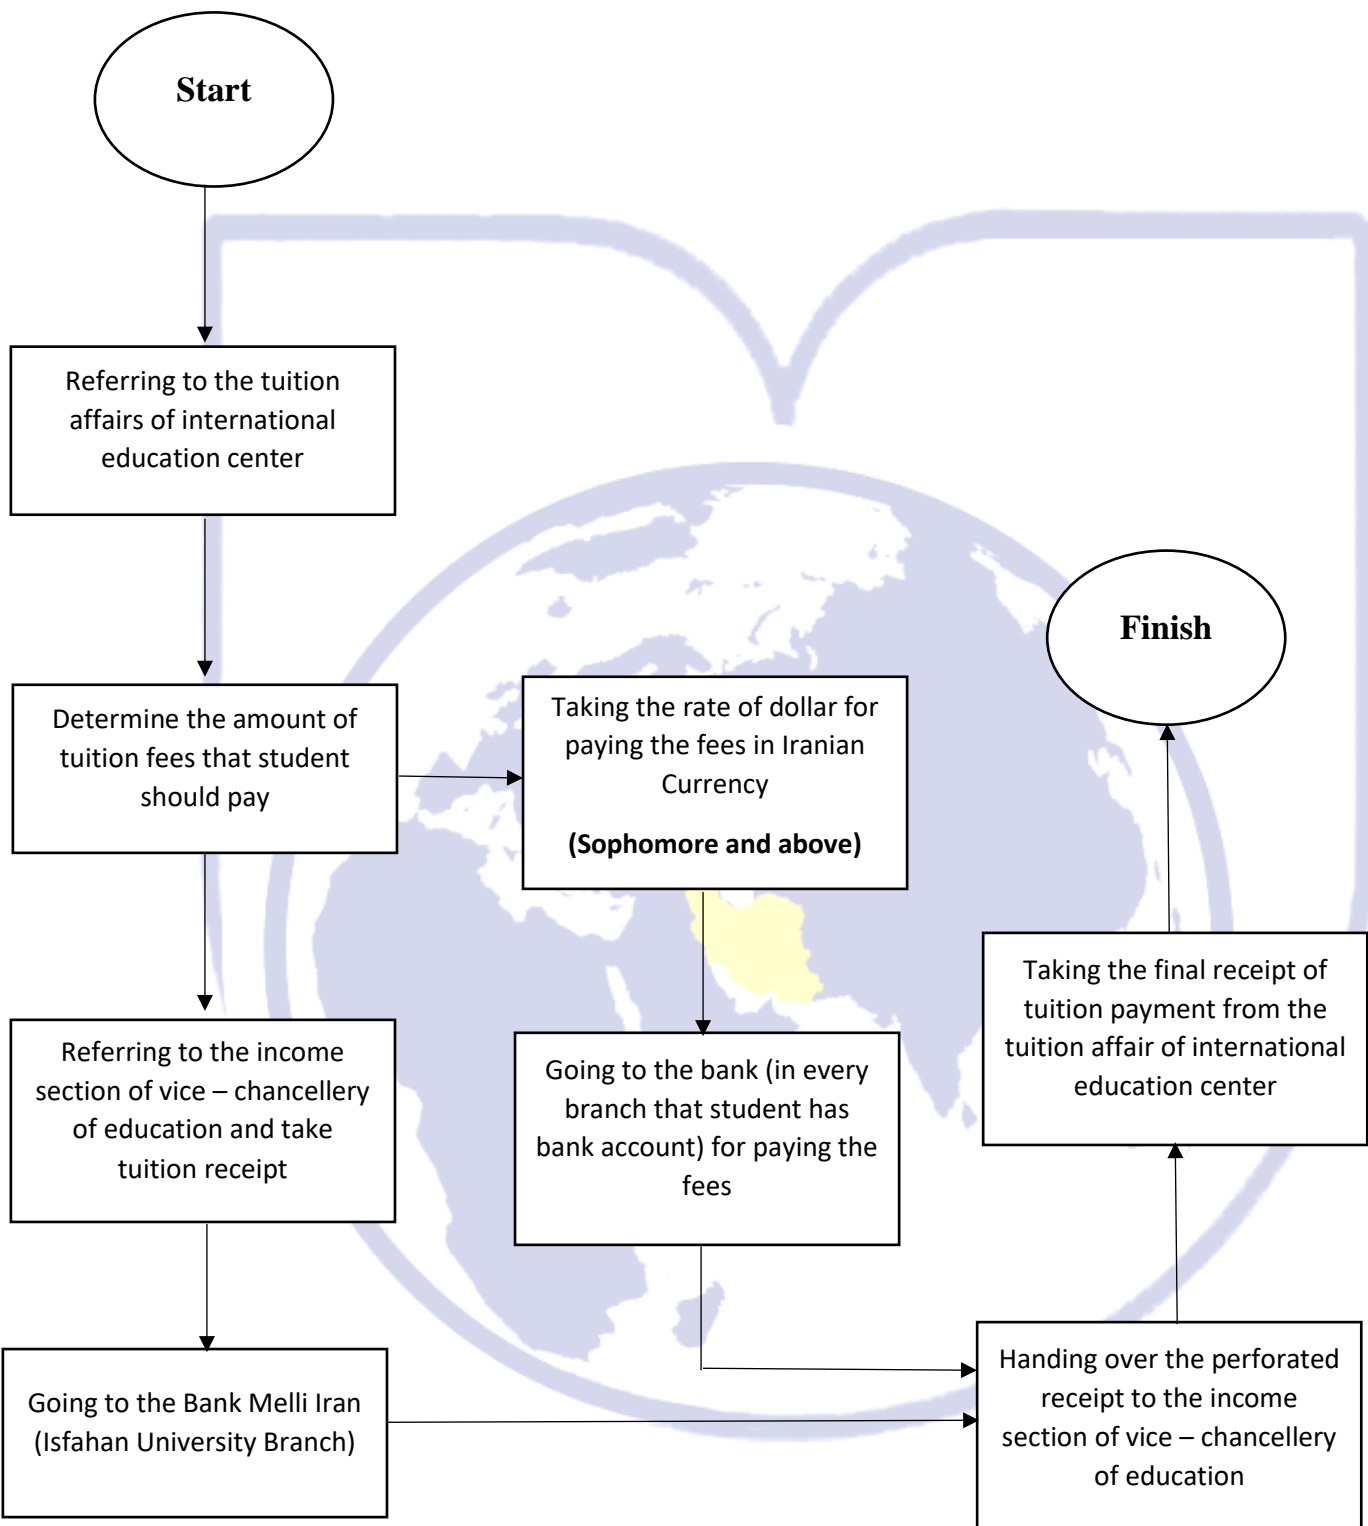 Start
Referring to the tuition
affairs of international
education center
Determine the amount of
tuition fees that student
should pay
Taking the rate of dollar for
paying the fees in Iranian
Currency
(Sophomore and above)
Finish
Referring to the income
section of vice – chancellery
of education and take
tuition receipt
Going to the bank (in every
branch that student has
bank account) for paying the
fees
Taking the final receipt of
tuition payment from the
tuition affair of international
education center
Going to the Bank Melli Iran
(Isfahan University Branch)
Handing over the perforated
receipt to the income
section of vice – chancellery
of education